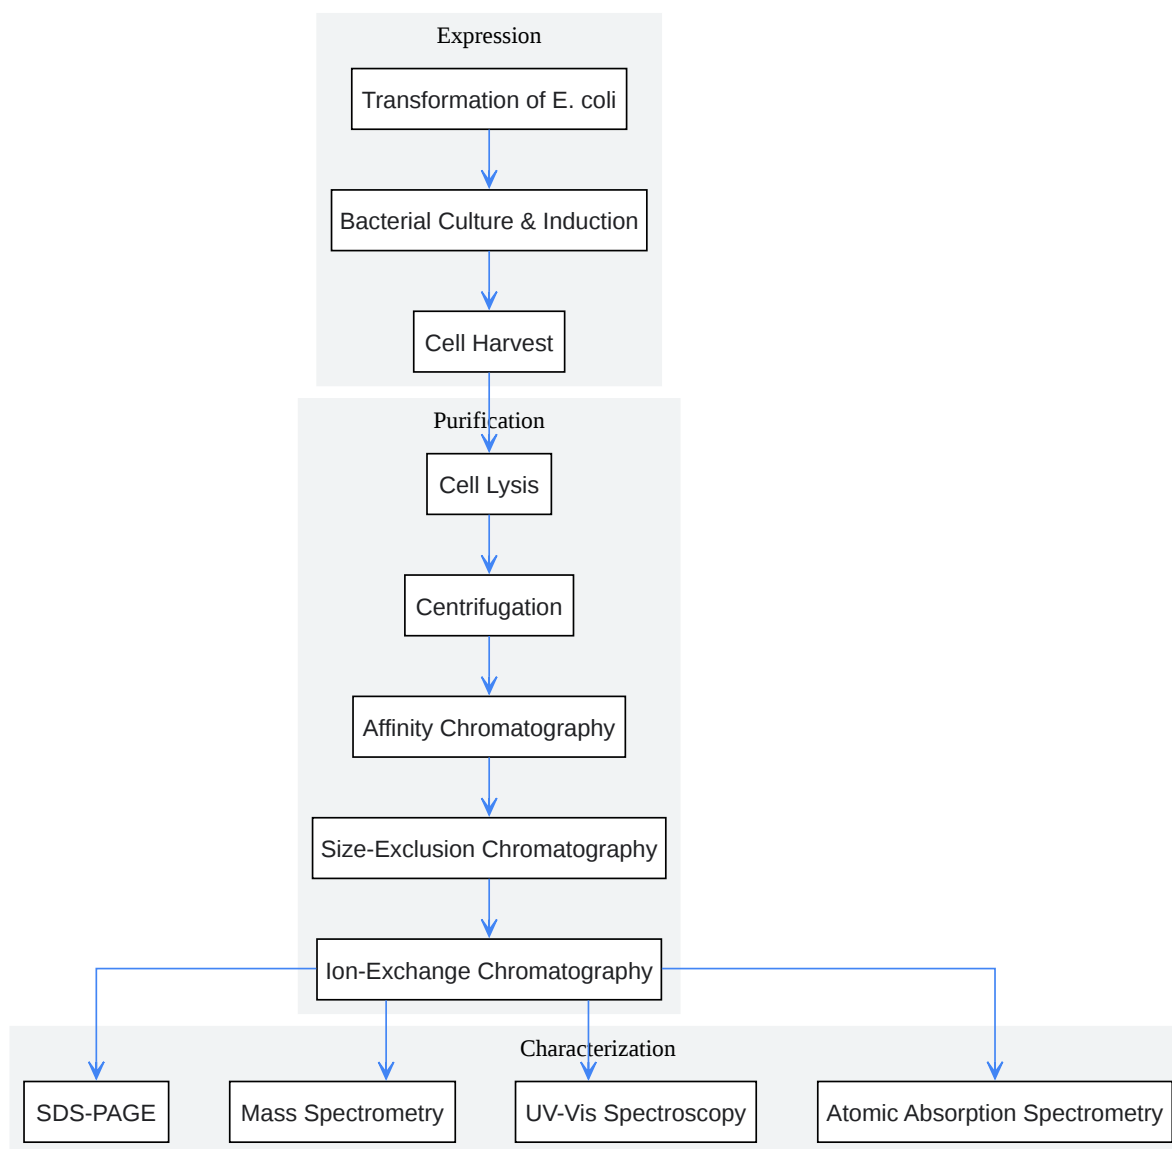 Expression
Transformation of E. coli
Bacterial Culture & Induction
Cell Harvest
Purification
Cell Lysis
Centrifugation
Affinity Chromatography
Size-Exclusion Chromatography
Ion-Exchange Chromatography
Characterization
SDS-PAGE
Mass Spectrometry
UV-Vis Spectroscopy
Atomic Absorption Spectrometry